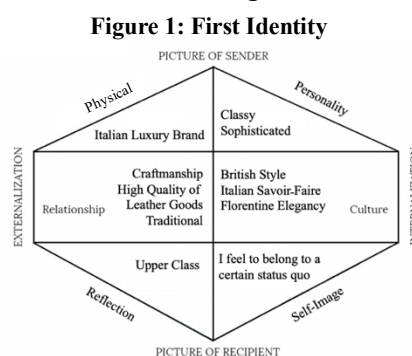 Figure 1: First Identity
PICTURE OF SENDER
Physical
Personality
Italian Luxury Brand
Classy
Sophisticated
EXTERNALIZATION
Craftmanship
High Quality of
Leather Goods
Traditional
Relationship
British Style
Italian Savoir-Faire
Florentine Elegancy
Culture
Upper Class
I feel to belong to a
certain status quo
Reflection
Self-Image
PICTURE OF RECIPIENT